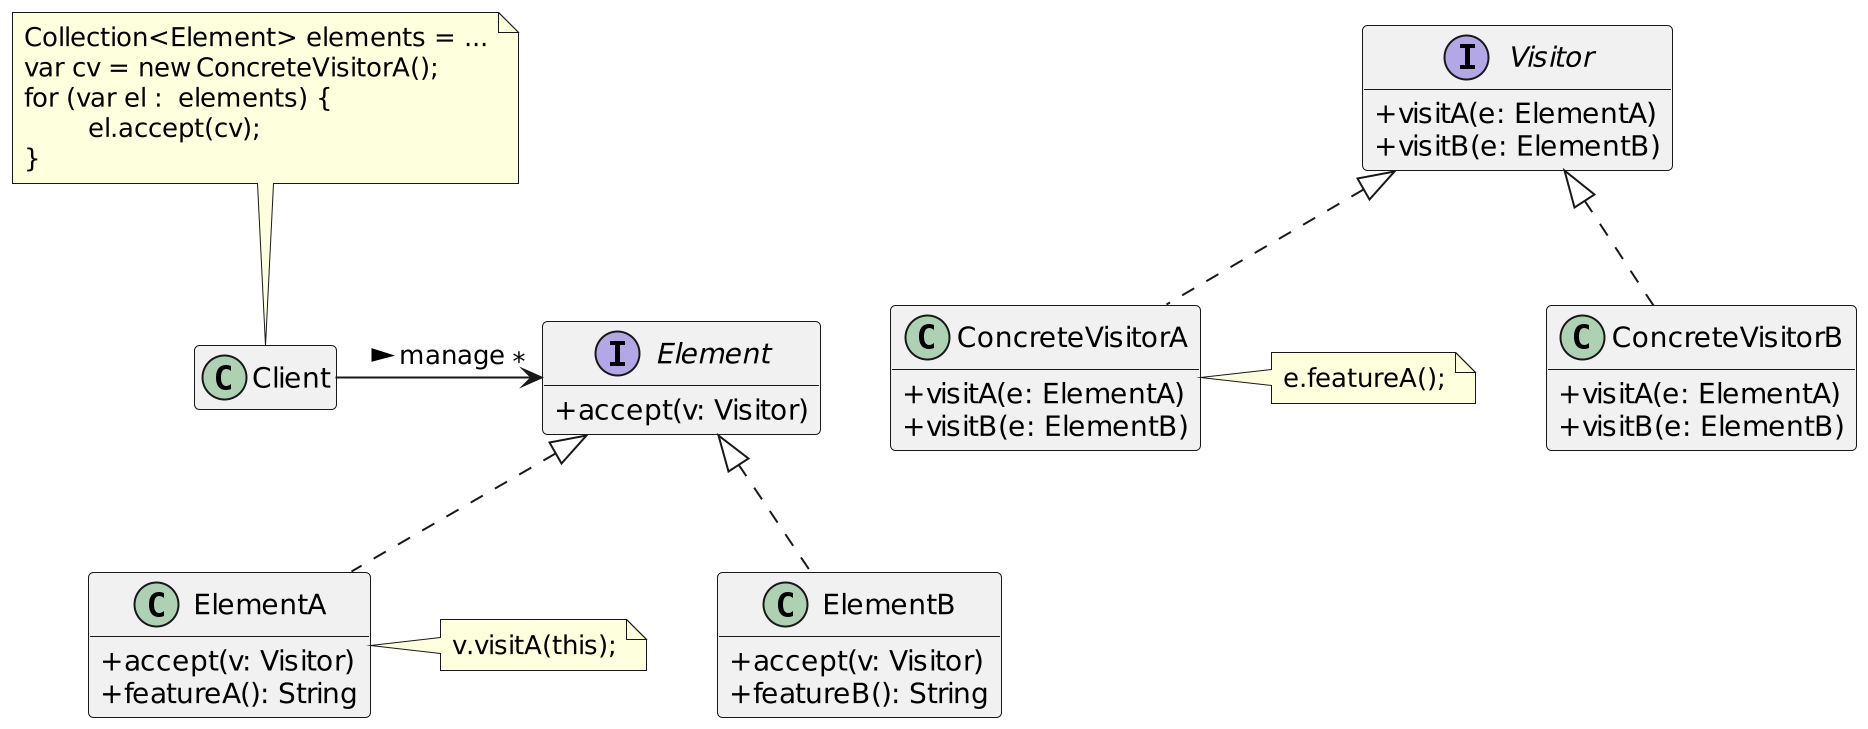 Collection<Element> elements = ...
var cv = new ConcreteVisitorA();
for (var el :  elements) {
        el.accept(cv);
}
I Visitor
+visitA(e: ElementA)
+visitB(e: ElementB)
C Client
manage *
I Element
+accept(v: Visitor)
C ConcreteVisitorA
+visitA(e: ElementA)
+visitB(e: ElementB)
e.featureA();
C ConcreteVisitorB
+visitA(e: ElementA)
+visitB(e: ElementB)
C ElementA
+accept(v: Visitor)
+featureA(): String
v.visitA(this);
C ElementB
+accept(v: Visitor)
+featureB(): String